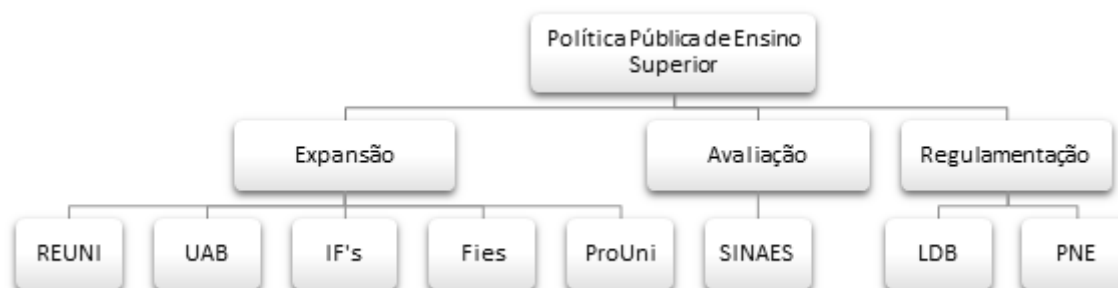 Política Pública de Ensino
Superior
Expansão
Avaliação
Regulamentação
REUNI
UAB
IF's
Fies
ProUni
SINAES
LDB
PNE